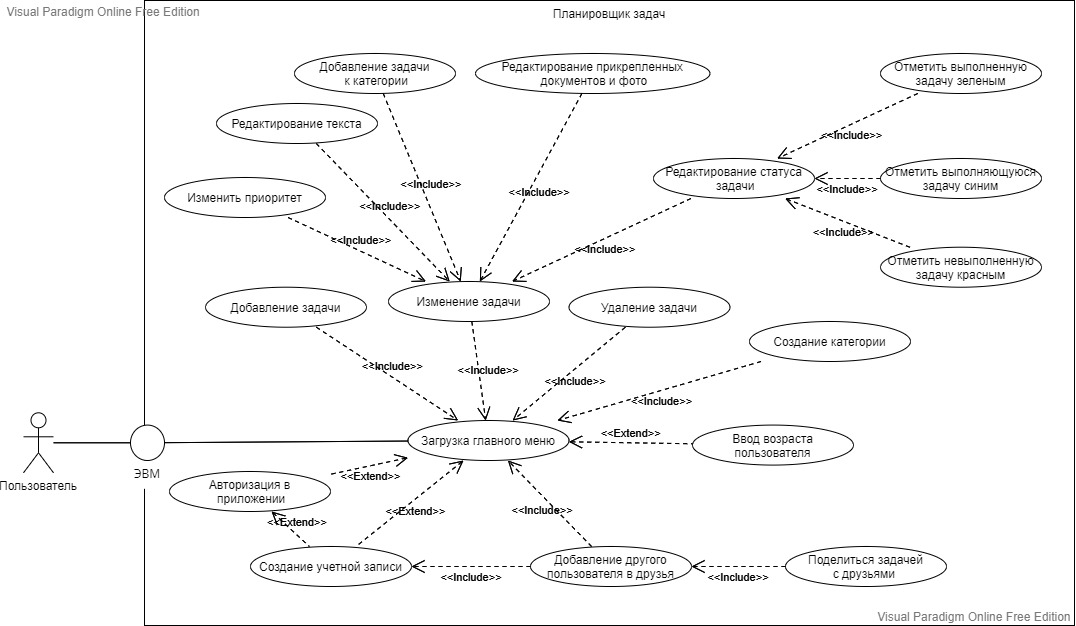 Visual Paradigm Online Free Edition
Планировщик задач
Добавление задачи
к категории
Редактирование прикрепленных
документов и фото
Отметить выполненную
задачу зеленым
Редактирование текста
<<Include>>
Редактирование статуса
задачи
Отметить выполняющуюся
задачу синим
<<Include>>
<<Include>>
<<Include>>
Изменить приоритет
<<Include>>
<<Include>>
<<Include>>
<<Include>>
Отметить невыполненную
задачу красным
Добавление задачи
Изменение задачи
Удаление задачи
Создание категории
<<Include>>
<<Include>>
<<Include>>
<<Include>>
Загрузка главного меню
<<Extend>>
Ввод возраста
пользователя
Пользователь
ЭВМ
Авторизация в
приложении
<<Extend>>
<<Extend>>
<<Extend>>
<<Include>>
Создание учетной записи
<<Include>>
Добавление другого
пользователя в друзья
<<Include>>
Поделиться задачей
с друзьями
Visual Paradigm Online Free Edition